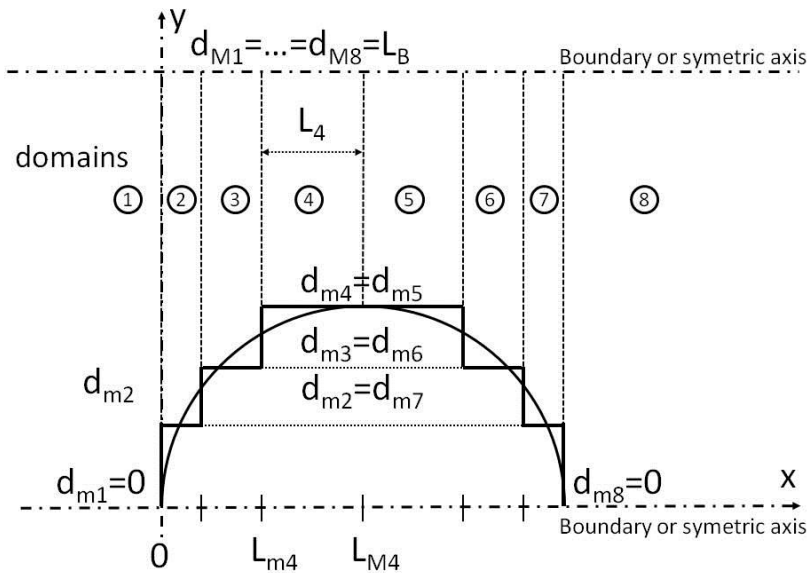 y
d_M1=...=d_M8=L_B
Boundary or symetric axis
L_4
domains
1 2 3 4 5 6 7 8
d_m4=d_m5
d_m3=d_m6
d_m2
d_m2=d_m7
d_m1=0
d_m8=0
x
Boundary or symetric axis
0
L_m4
L_M4